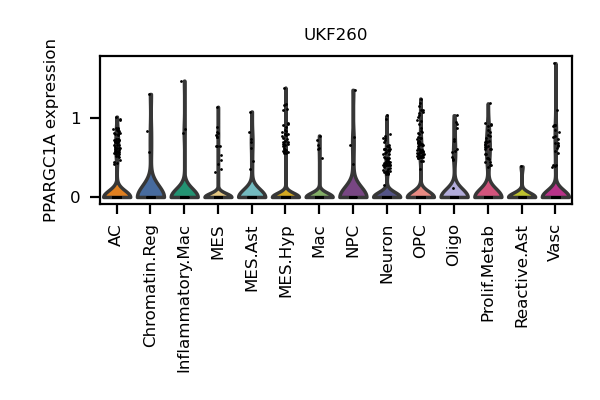 UKF260
PPARGC1A expression
1
0
AC
Chromatin.Reg
Inflammatory.Mac
MES
MES.Ast
MES.Hyp
Mac
NPC
Neuron
OPC
Oligo
Prolif.Metab
Reactive.Ast
Vasc